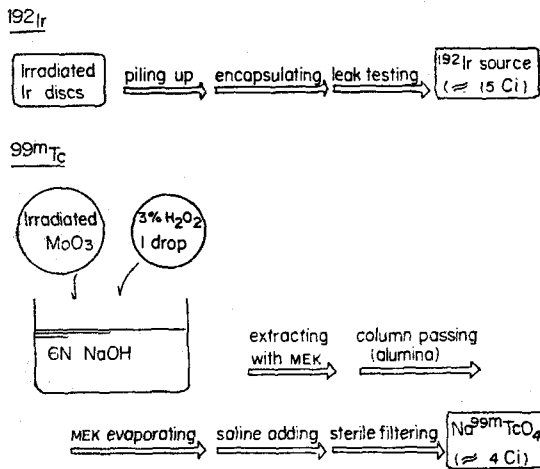 192Ir
Irradiated
Ir discs
piling up
encapsulating
leak testing
192Ir source
(≈ 15 Ci)
99mTc
Irradiated
MoO3
3% H2O2
1 drop
6N NaOH
extracting
with MEK
column passing
(alumina)
MEK evaporating
saline adding
sterile filtering
Na99mTcO4
(≈ 4 Ci)